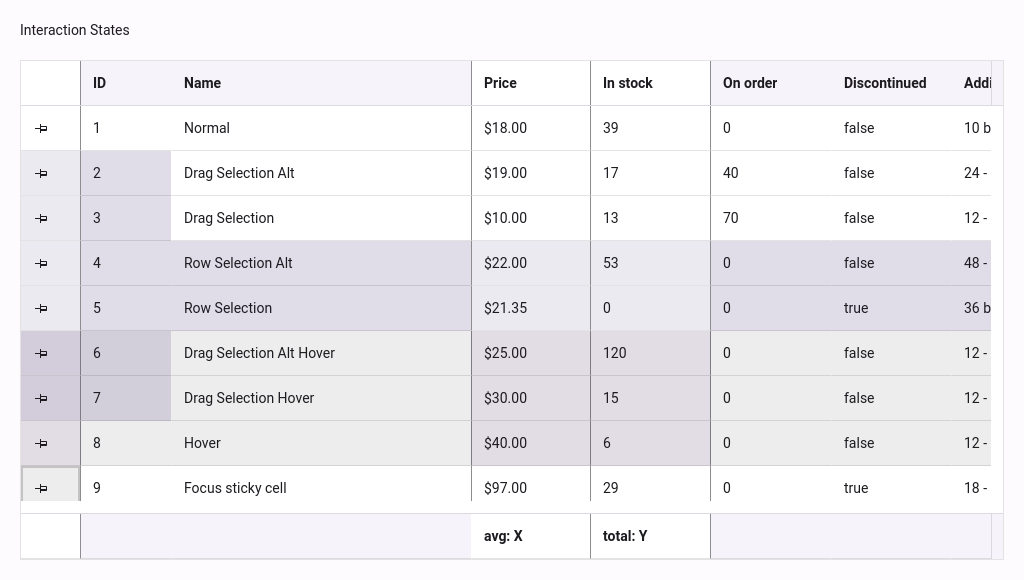 Interaction States
ID Name Price In stock On order Discontinued Addi
1 Normal $18.00 39 0 false 10 b
2 Drag Selection Alt $19.00 17 40 false 24 -
3 Drag Selection $10.00 13 70 false 12 -
4 Row Selection Alt $22.00 53 0 false 48 -
5 Row Selection $21.35 0 0 true 36 b
6 Drag Selection Alt Hover $25.00 120 0 false 12 -
7 Drag Selection Hover $30.00 15 0 false 12 -
8 Hover $40.00 6 0 false 12 -
9 Focus sticky cell $97.00 29 0 true 18 -
avg: X total: Y